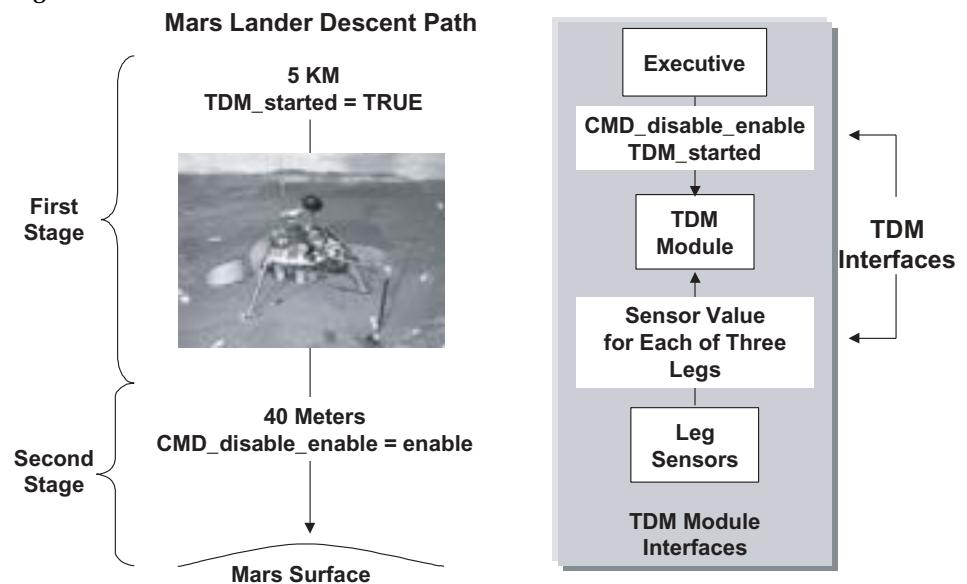 Mars Lander Descent Path
5 KM
TDM_started = TRUE
First
Stage
40 Meters
CMD_disable_enable = enable
Second
Stage
Mars Surface
Executive
CMD_disable_enable
TDM_started
TDM
Module
TDM
Interfaces
Sensor Value
for Each of Three
Legs
Leg
Sensors
TDM Module
Interfaces